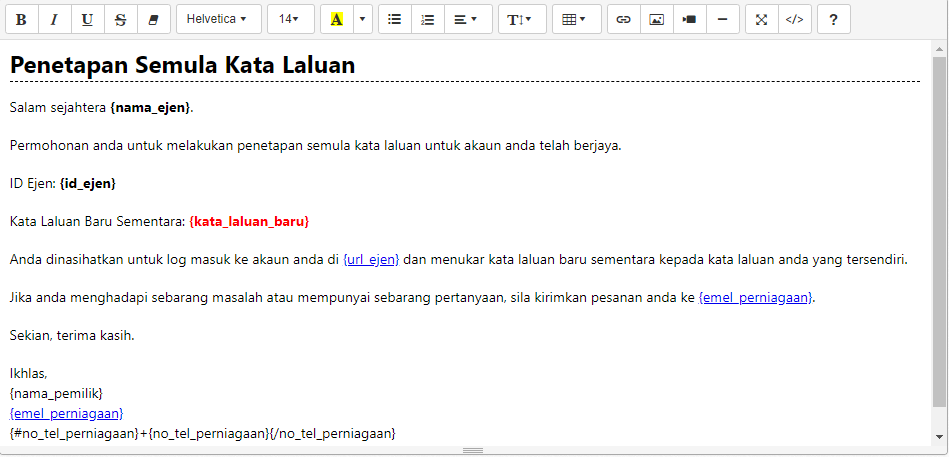 B I U S Helvetica 14 A T </> ?
Penetapan Semula Kata Laluan
Salam sejahtera {nama_ejen}.
Permohonan anda untuk melakukan penetapan semula kata laluan untuk akaun anda telah berjaya.
ID Ejen: {id_ejen}
Kata Laluan Baru Sementara: {kata_laluan_baru}
Anda dinasihatkan untuk log masuk ke akaun anda di {url_ejen} dan menukar kata laluan baru sementara kepada kata laluan anda yang tersendiri.
Jika anda menghadapi sebarang masalah atau mempunyai sebarang pertanyaan, sila kirimkan pesanan anda ke {emel_perniagaan}.
Sekian, terima kasih.
Ikhlas,
{nama_pemilik}
{emel_perniagaan}
{#no_tel_perniagaan}+{no_tel_perniagaan}{/no_tel_perniagaan}